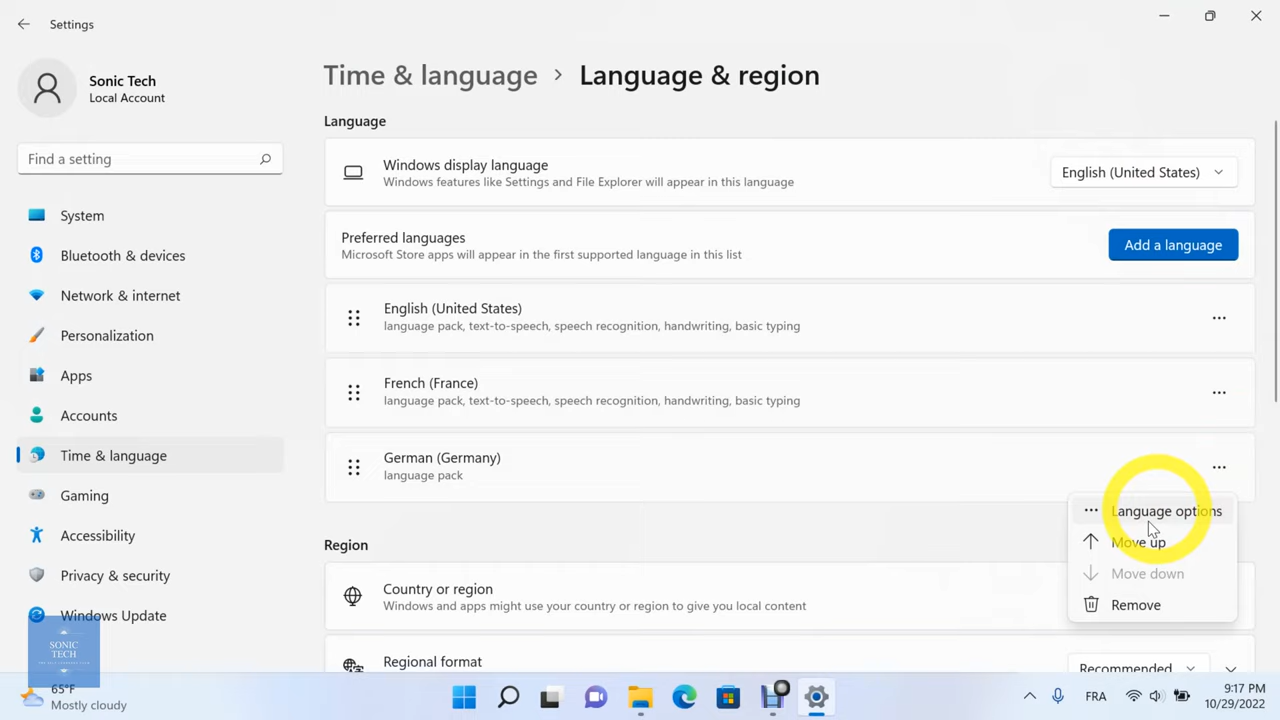 Settings
Sonic Tech
Local Account
Find a setting
System
Bluetooth & devices
Network & internet
Personalization
Apps
Accounts
Time & language
Gaming
Accessibility
Privacy & security
Windows Update
Time & language > Language & region
Language
Windows display language
Windows features like Settings and File Explorer will appear in this language
English (United States)
Preferred languages
Microsoft Store apps will appear in the first supported language in this list
Add a language
English (United States)
language pack, text-to-speech, speech recognition, handwriting, basic typing
French (France)
language pack, text-to-speech, speech recognition, handwriting, basic typing
German (Germany)
language pack
Language options
Move up
Move down
Remove
Region
Country or region
Windows and apps might use your country or region to give you local content
Regional format
Recommended
SONIC
TECH
65°F
Mostly cloudy
FRA
9:17 PM
10/29/2022